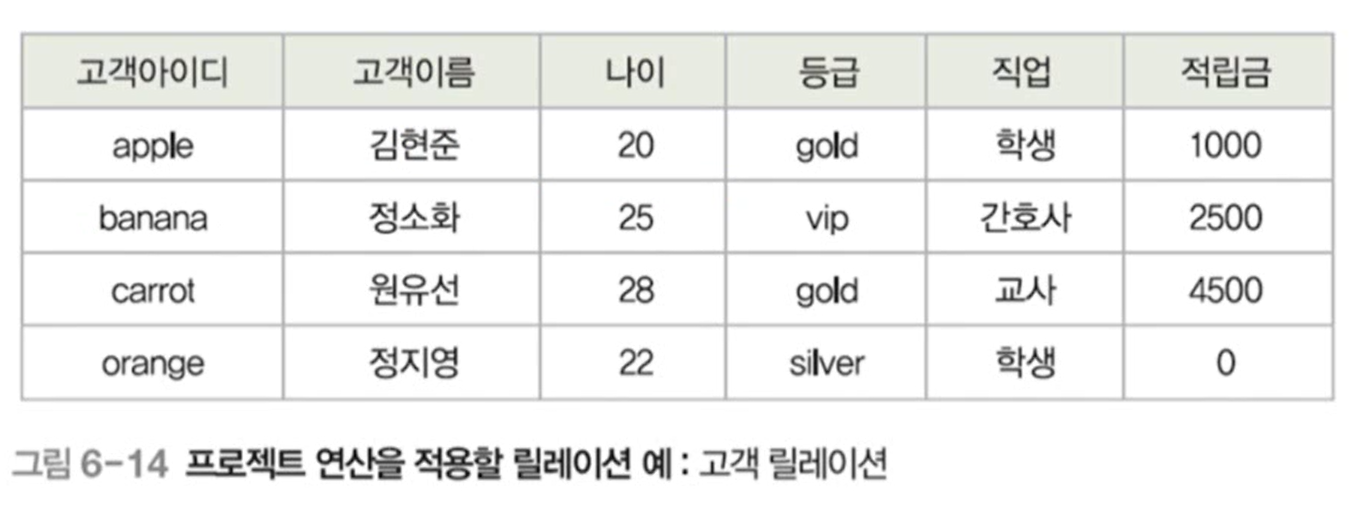 고객아이디 고객이름 나이 등급 직업 적립금
apple 김현준 20 gold 학생 1000
banana 정소화 25 vip 간호사 2500
carrot 원유선 28 gold 교사 4500
orange 정지영 22 silver 학생 0
그림 6-14 프로젝트 연산을 적용할 릴레이션 예 : 고객 릴레이션